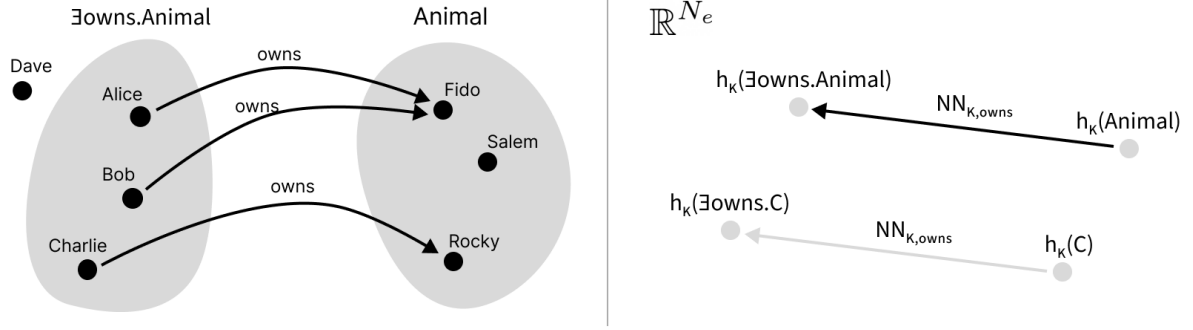 ∃owns.Animal
Animal
Dave
Alice
Bob
Charlie
owns
owns
owns
Fido
Salem
Rocky
ℝ^{N_e}
h_K(∃owns.Animal)
NN_{K,owns}
h_K(Animal)
h_K(∃owns.C)
NN_{K,owns}
h_K(C)